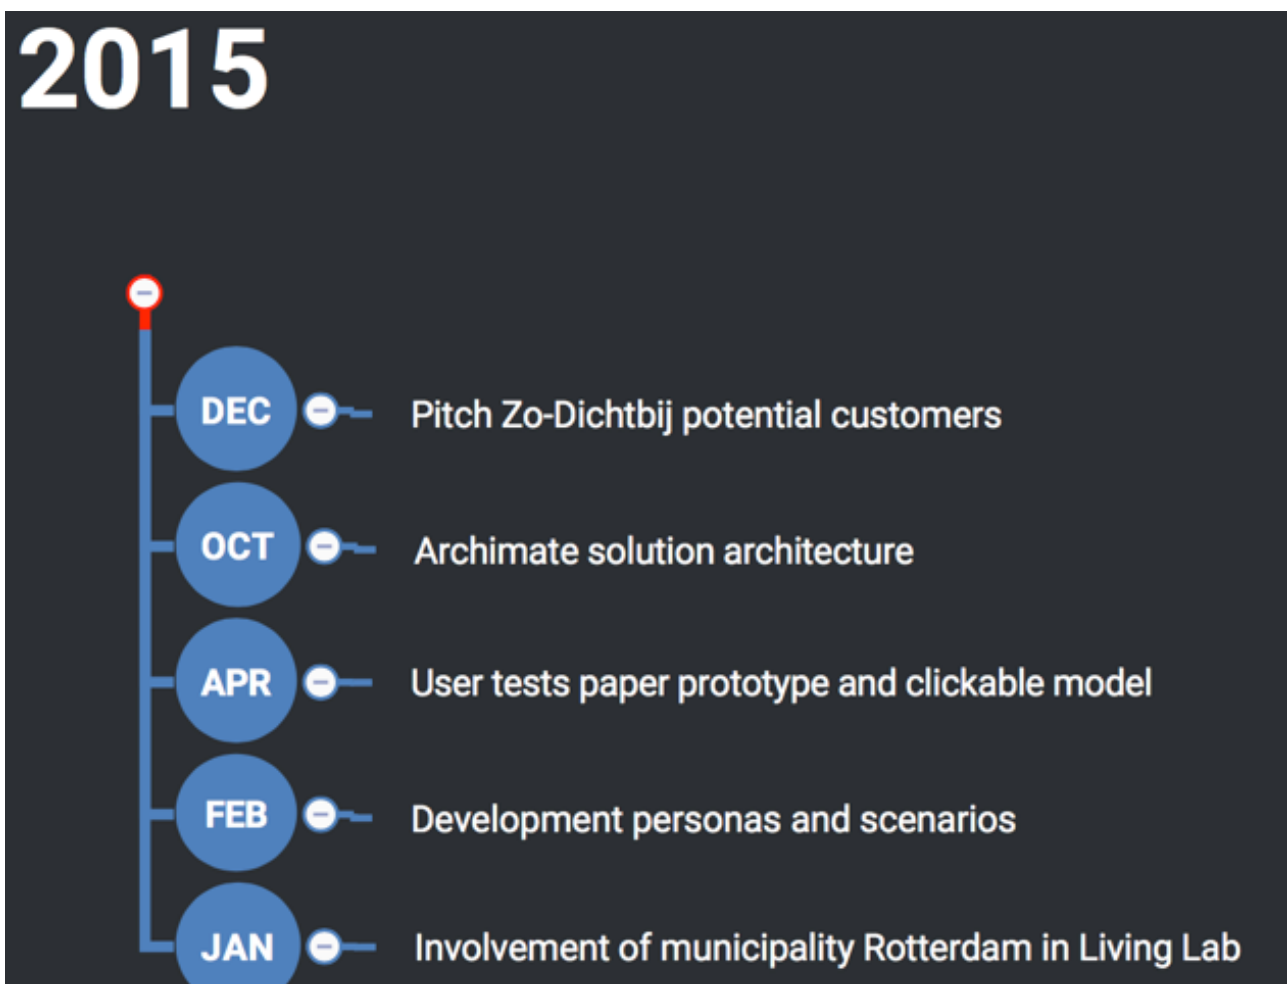 2015
DEC Pitch Zo-Dichtbij potential customers
OCT Archimate solution architecture
APR User tests paper prototype and clickable model
FEB Development personas and scenarios
JAN Involvement of municipality Rotterdam in Living Lab